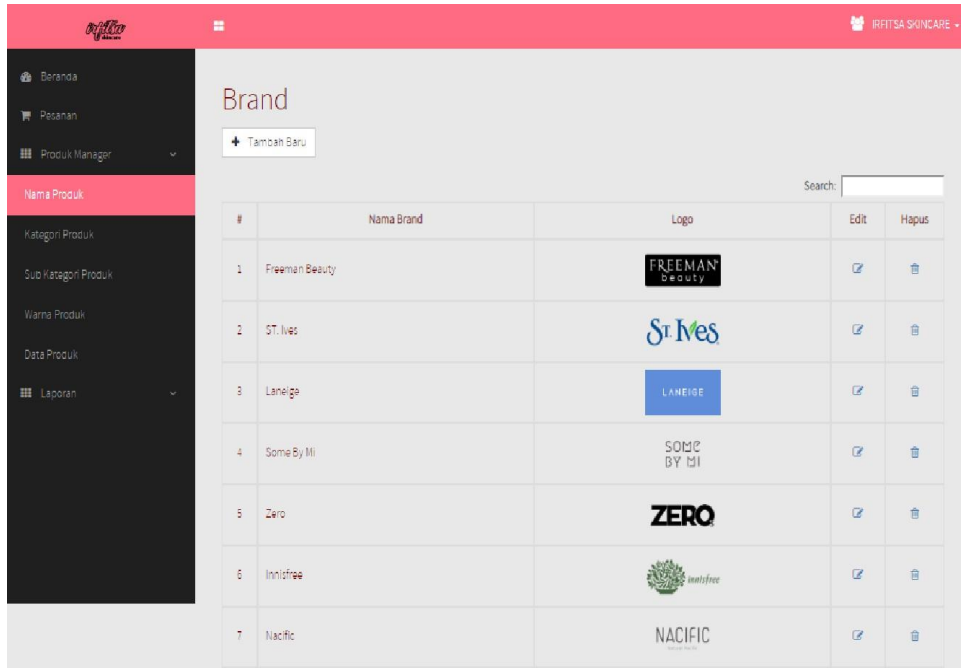 irfitsa
skincare
IRFITSA SKINCARE
Beranda
Pesanan
Produk Manager
Nama Produk
Kategori Produk
Sub Kategori Produk
Warna Produk
Data Produk
Laporan
Brand
+ Tambah Baru
Search:
# Nama Brand Logo Edit Hapus
1 Freeman Beauty FREEMAN beauty
2 ST. Ives ST. IVES
3 Laneige LANEIGE
4 Some By Mi SOME BY MI
5 Zero ZERO
6 Innisfree innisfree
7 Nacific NACIFIC